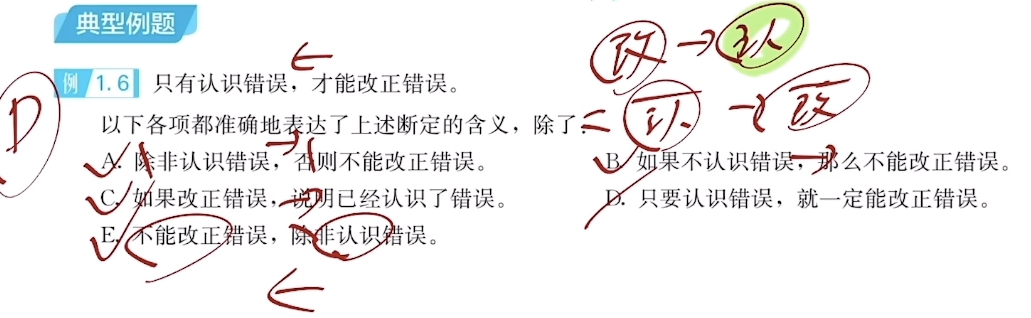 典型例题
改→认
例 1.6 只有认识错误，才能改正错误。 ←
=认→改
以下各项都准确地表达了上述断定的含义，除了：
D
A. 除非认识错误，否则不能改正错误。 B. 如果不认识错误，那么不能改正错误。
C. 如果改正错误，说明已经认识了错误。 D. 只要认识错误，就一定能改正错误。
E. 不能改正错误，除非认识错误。
←